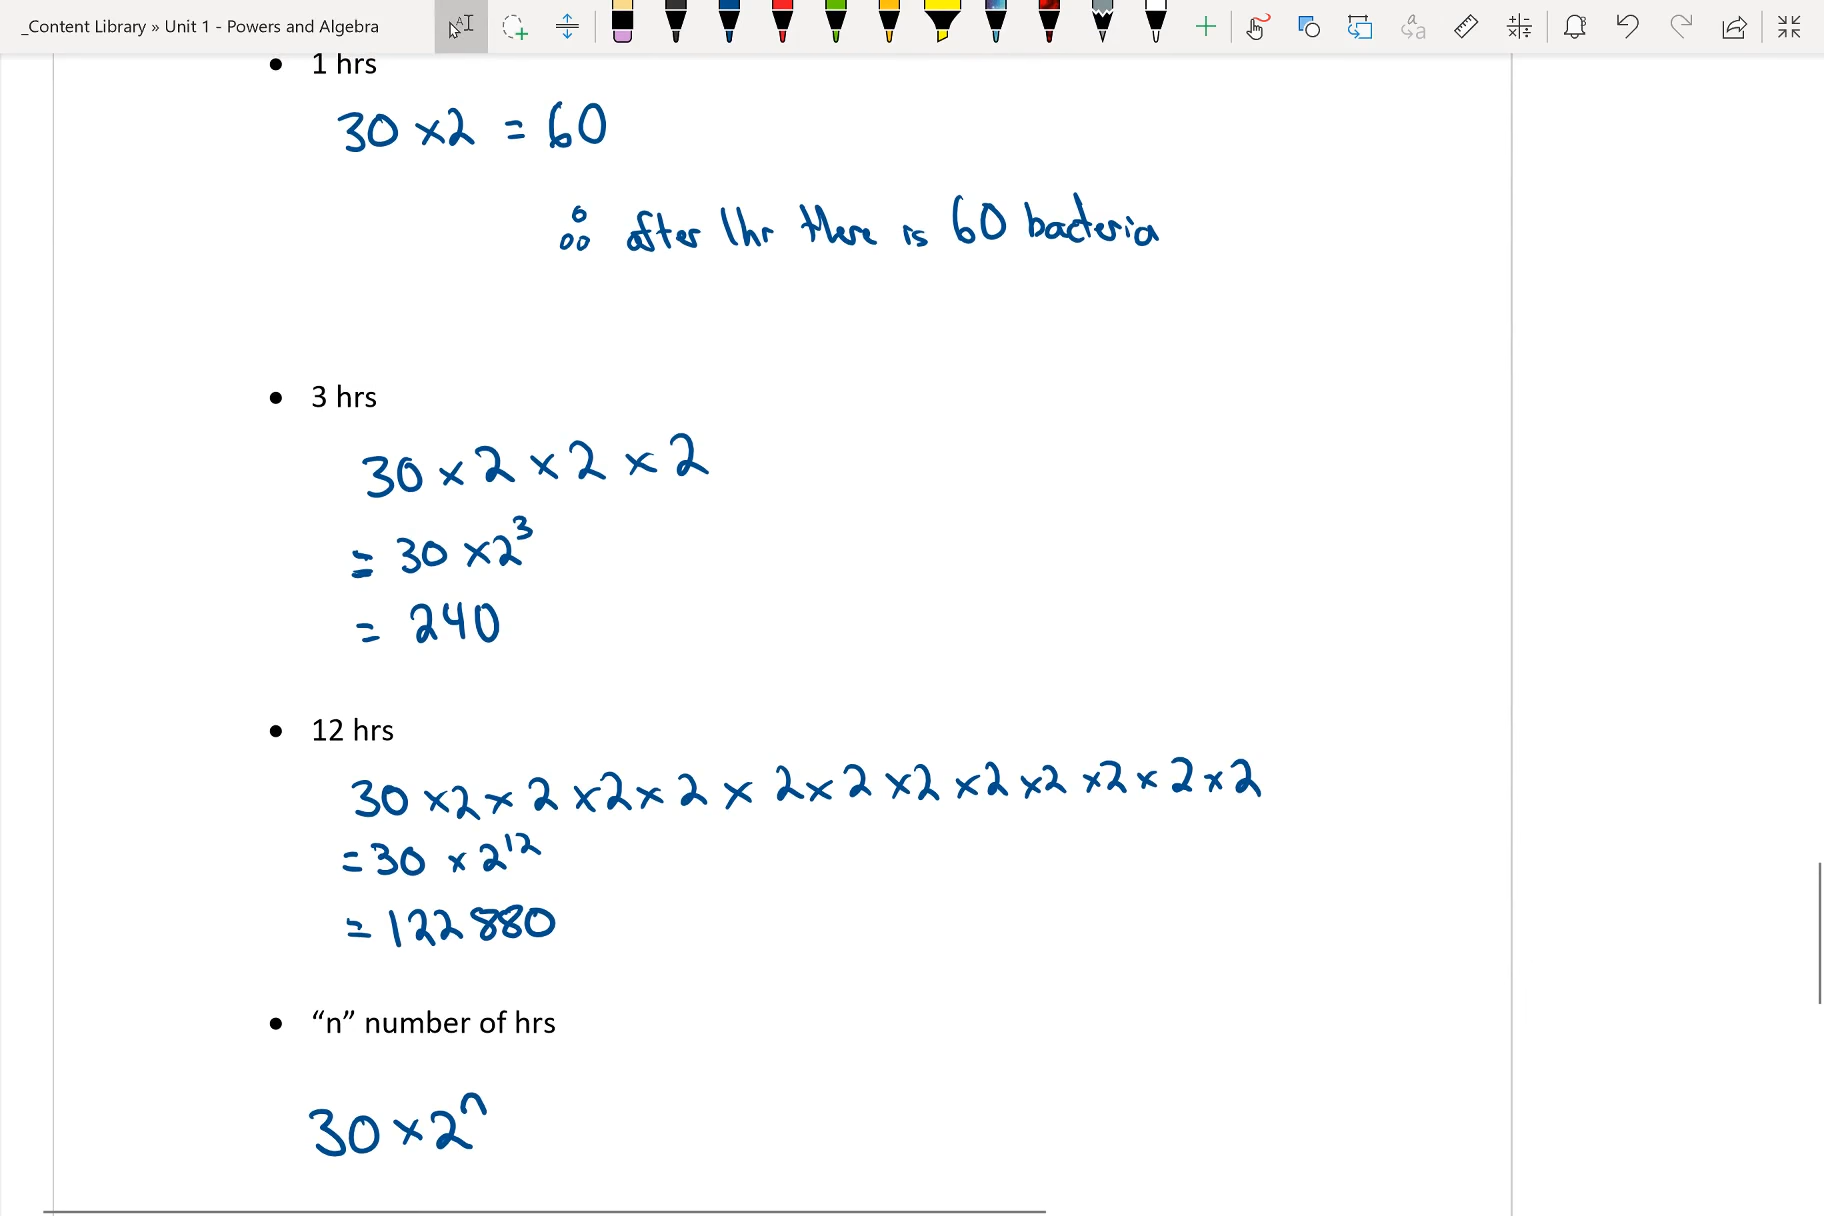 _Content Library » Unit 1 - Powers and Algebra
• 1 hrs
30 × 2 = 60
∴ after 1hr there is 60 bacteria
• 3 hrs
30 × 2 × 2 × 2
= 30 × 2³
= 240
• 12 hrs
30 × 2 × 2 × 2 × 2 × 2 × 2 × 2 × 2 × 2 × 2 × 2 × 2
= 30 × 2¹²
= 122 880
• “n” number of hrs
30 × 2ⁿ